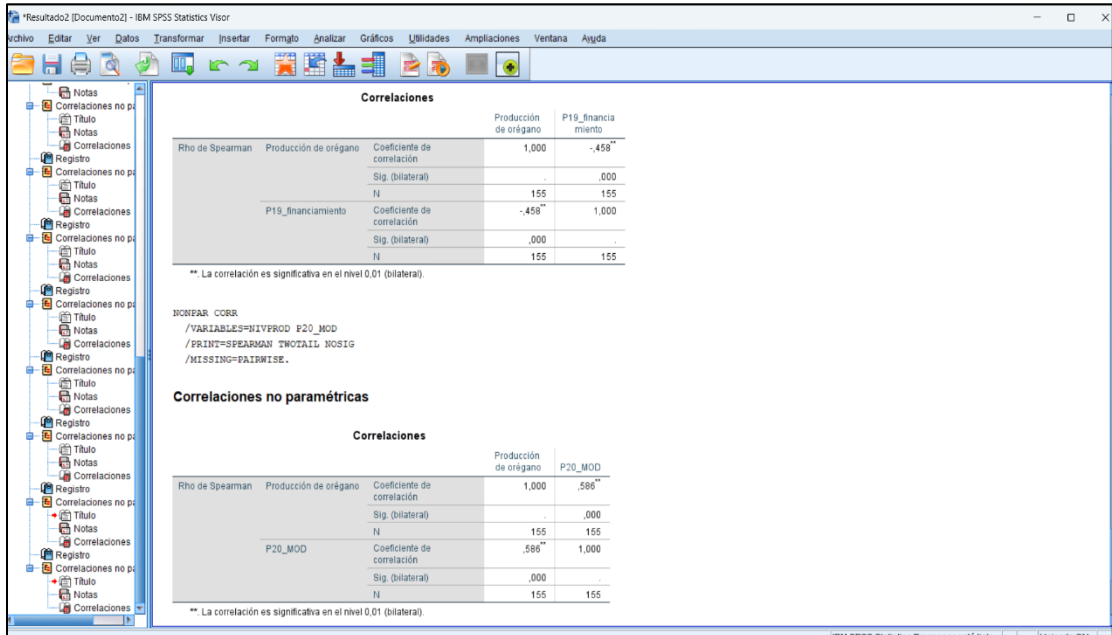 *Resultado2 [Documento2] - IBM SPSS Statistics Visor
Archivo Editar Ver Datos Transformar Insertar Formato Analizar Gráficos Utilidades Ampliaciones Ventana Ayuda
Notas
Correlaciones no pa
Título
Notas
Correlaciones
Registro
Correlaciones no pa
Título
Notas
Correlaciones
Registro
Correlaciones no pa
Título
Notas
Correlaciones
Registro
Correlaciones no pa
Título
Notas
Correlaciones
Registro
Correlaciones no pa
Título
Notas
Correlaciones
Registro
Correlaciones no pa
Título
Notas
Correlaciones
Registro
Correlaciones no pa
Título
Notas
Registro
Correlaciones no pa
Título
Notas
Correlaciones
Correlaciones
Producción de orégano P19_financia miento
Rho de Spearman Producción de orégano Coeficiente de correlación 1,000 -,458**
Sig. (bilateral) . ,000
N 155 155
P19_financiamiento Coeficiente de correlación -,458** 1,000
Sig. (bilateral) ,000 .
N 155 155
**. La correlación es significativa en el nivel 0,01 (bilateral).
NONPAR CORR
/VARIABLES=NIVPROD P20_MOD
/PRINT=SPEARMAN TWOTAIL NOSIG
/MISSING=PAIRWISE.
Correlaciones no paramétricas
Correlaciones
Producción de orégano P20_MOD
Rho de Spearman Producción de orégano Coeficiente de correlación 1,000 ,586**
Sig. (bilateral) . ,000
N 155 155
P20_MOD Coeficiente de correlación ,586** 1,000
Sig. (bilateral) ,000 .
N 155 155
**. La correlación es significativa en el nivel 0,01 (bilateral).